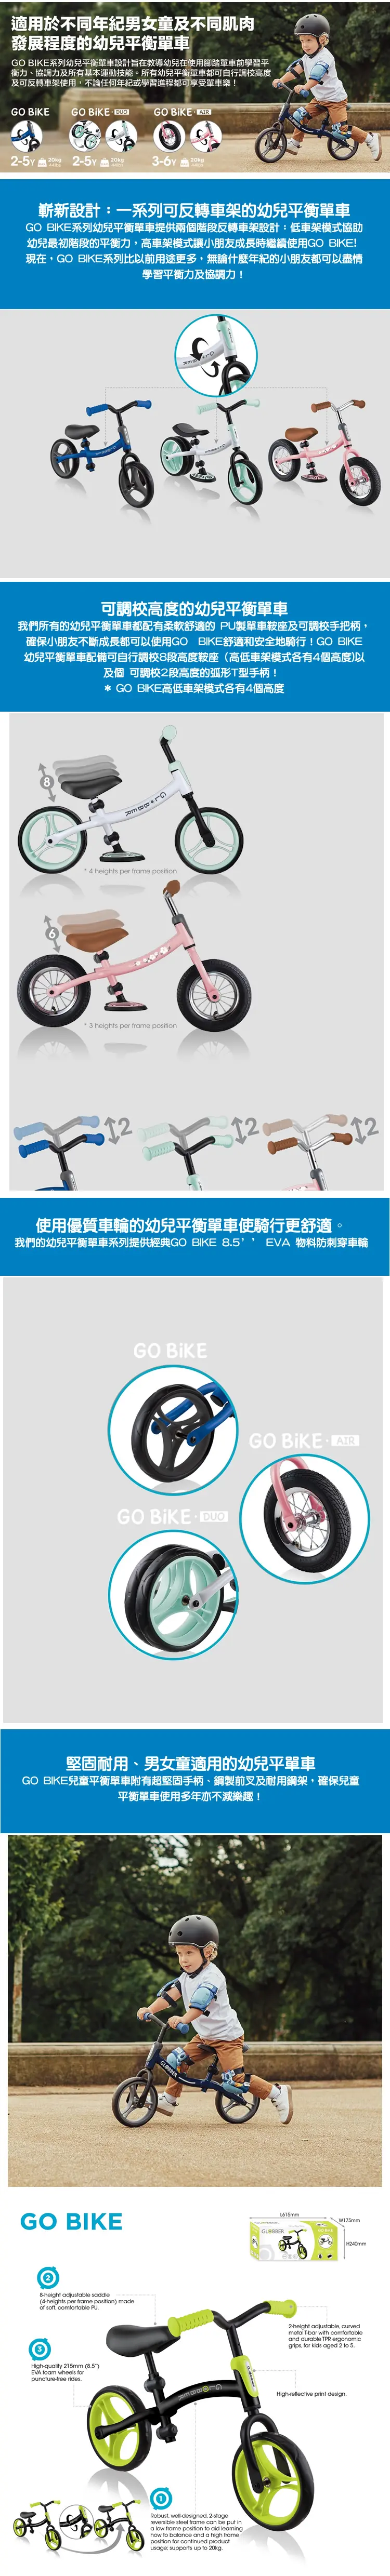 適用於不同年紀男女童及不同肌肉
發展程度的幼兒平衡單車
GO BIKE系列幼兒平衡單車設計旨在教導幼兒在使用腳踏單車前學習平
衡力、協調力及所有基本運動技能。所有幼兒平衡單車都可自行調校高度
及可反轉車架使用，不論任何年紀或學習進程都可享受單車樂！
GO BiKE
GO BiKE·DUO
GO BiKE·AIR
2-5Y 20kg
2-5Y 20kg
3-6Y 20kg
嶄新設計：一系列可反轉車架的幼兒平衡單車
GO BIKE系列幼兒平衡單車提供兩個階段反轉車架設計：低車架模式協助
幼兒最初階段的平衡力，高車架模式讓小朋友成長時繼續使用GO BIKE!
現在，GO BIKE系列比以前用途更多，無論什麼年紀的小朋友都可以盡情
學習平衡力及協調力！
可調校高度的幼兒平衡單車
我們所有的幼兒平衡單車都配有柔軟舒適的 PU製單車鞍座及可調校手把柄，
確保小朋友不斷成長都可以使用GO BIKE舒適和安全地騎行！GO BIKE
幼兒平衡單車配備可自行調校8段高度鞍座（高低車架模式各有4個高度)以
及個 可調校2段高度的弧形T型手柄！
＊ GO BIKE高低車架模式各有4個高度
8
GLOBBER
* 4 heights per frame position
6
* 3 heights per frame position
2
2
2
使用優質車輪的幼兒平衡單車使騎行更舒適。
我們的幼兒平衡單車系列提供經典GO BIKE 8.5’’ EVA 物料防刺穿車輪
GO BiKE
GO BiKE·AIR
GO BiKE·DUO
堅固耐用、男女童適用的幼兒平單車
GO BIKE兒童平衡單車附有超堅固手柄、鋼製前叉及耐用鋼架，確保兒童
平衡單車使用多年亦不減樂趣！
GLOBBER
GO BIKE
L615mm
W175mm
H240mm
GLOBBER
2
8-height adjustable saddle
(4-heights per frame position) made
of soft, comfortable PU.
2-height adjustable, curved
metal T-bar with comfortable
and durable TPR ergonomic
grips, for kids aged 2 to 5.
3
High-quality 215mm (8.5")
EVA foam wheels for
puncture-free rides.
High-reflective print design.
GLOBBER
1
Robust, well-designed, 2-stage
reversible steel frame can be put in
a low frame position to aid learning
how to balance and a high frame
position for continued product
usage; supports up to 20kg.